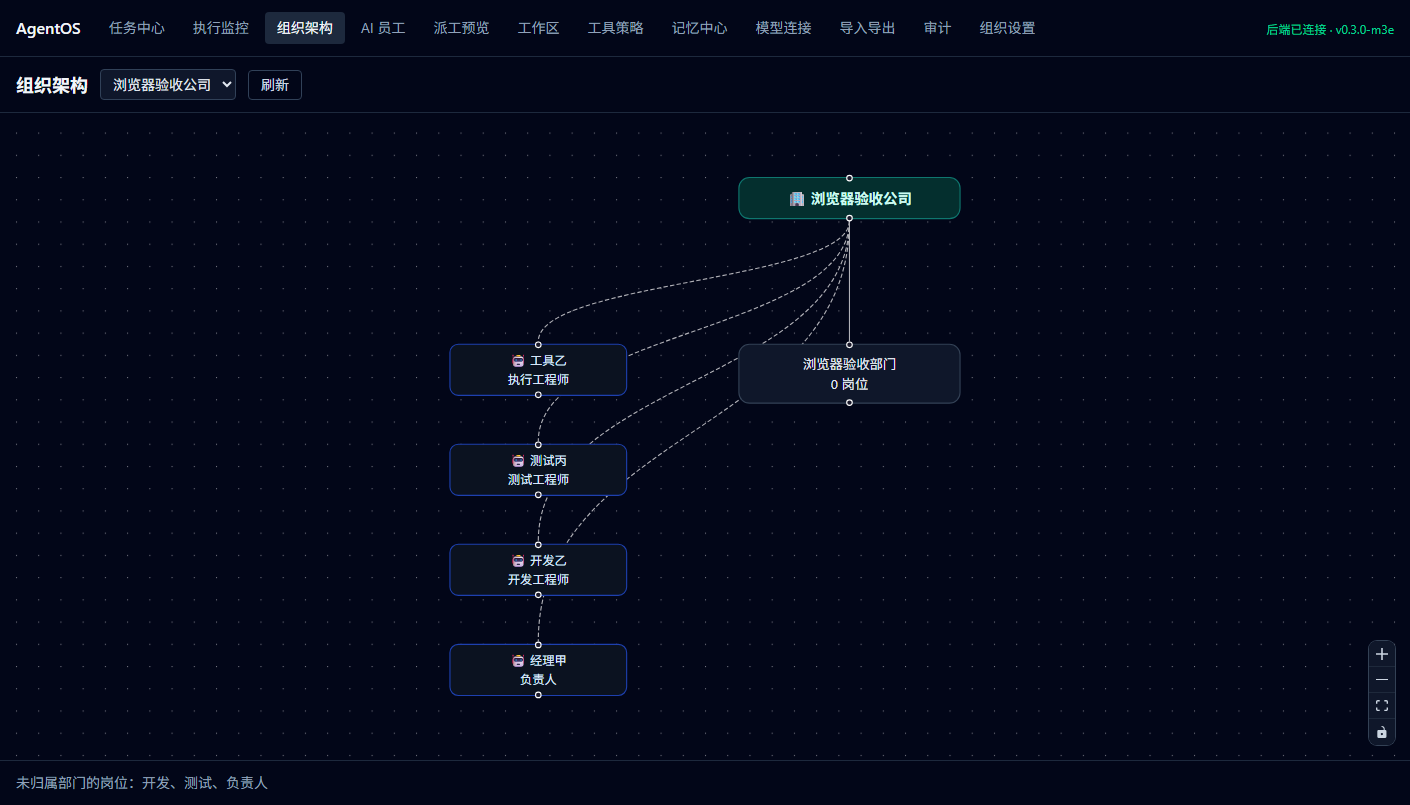 AgentOS 任务中心 执行监控 组织架构 AI 员工 派工预览 工作区 工具策略 记忆中心 模型连接 导入导出 审计 组织设置 后端已连接 · v0.3.0-m3e
组织架构 浏览器验收公司 刷新
浏览器验收公司
工具乙
执行工程师
浏览器验收部门
0 岗位
测试丙
测试工程师
开发乙
开发工程师
经理甲
负责人
未归属部门的岗位：开发、测试、负责人